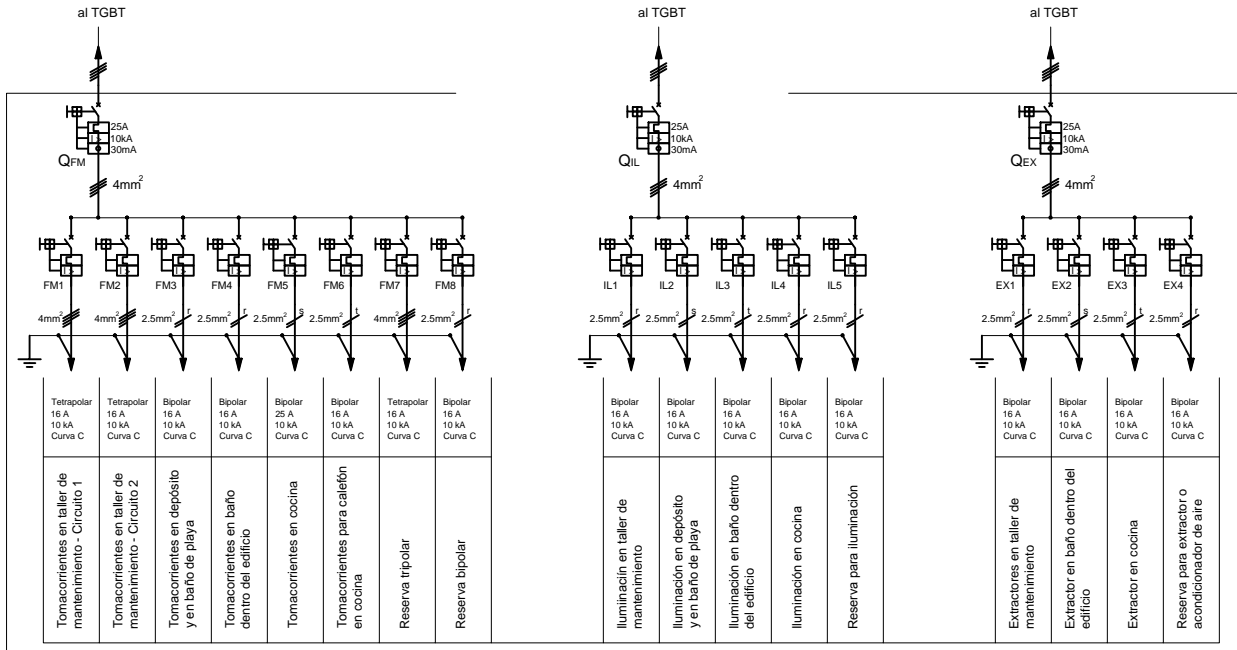 al TGBT
al TGBT
al TGBT
25A
10kA
30mA
QFM
25A
10kA
30mA
QIL
25A
10kA
30mA
QEX
4mm2
4mm2
4mm2
FM1
FM2
FM3
FM4
FM5
FM6
FM7
FM8
IL1
IL2
IL3
IL4
IL5
EX1
EX2
EX3
EX4
4mm2
4mm2
2.5mm2 r
2.5mm2 r
2.5mm2 s
2.5mm2 t
4mm2
2.5mm2 r
2.5mm2 r
2.5mm2 s
2.5mm2 t
2.5mm2 r
2.5mm2 r
2.5mm2 r
2.5mm2 s
2.5mm2 t
2.5mm2 r
Tetrapolar
16 A
10 kA
Curva C
Tetrapolar
16 A
10 kA
Curva C
Bipolar
16 A
10 kA
Curva C
Bipolar
16 A
10 kA
Curva C
Bipolar
25 A
10 kA
Curva C
Bipolar
16 A
10 kA
Curva C
Tetrapolar
16 A
10 kA
Curva C
Bipolar
16 A
10 kA
Curva C
Bipolar
16 A
10 kA
Curva C
Bipolar
16 A
10 kA
Curva C
Bipolar
16 A
10 kA
Curva C
Bipolar
16 A
10 kA
Curva C
Bipolar
16 A
10 kA
Curva C
Bipolar
16 A
10 kA
Curva C
Bipolar
16 A
10 kA
Curva C
Bipolar
16 A
10 kA
Curva C
Bipolar
16 A
10 kA
Curva C
Tomacorrientes en taller de
mantenimiento - Circuito 1
Tomacorrientes en taller de
mantenimiento - Circuito 2
Tomacorrientes en depósito
y en baño de playa
Tomacorrientes en baño
dentro del edificio
Tomacorrientes en cocina
Tomacorrientes para calefón
en cocina
Reserva tripolar
Reserva bipolar
Ilumiinaciín en taller de
mantenimiento
Iluminación en depósito
y en baño de playa
Iluminación en baño dentro
del edificio
Iluminación en cocina
Reserva para iluminación
Extractores en taller de
mantenimiento
Extractor en baño dentro del
edificio
Extractor en cocina
Reserva para extractor o
acondicionador de aire